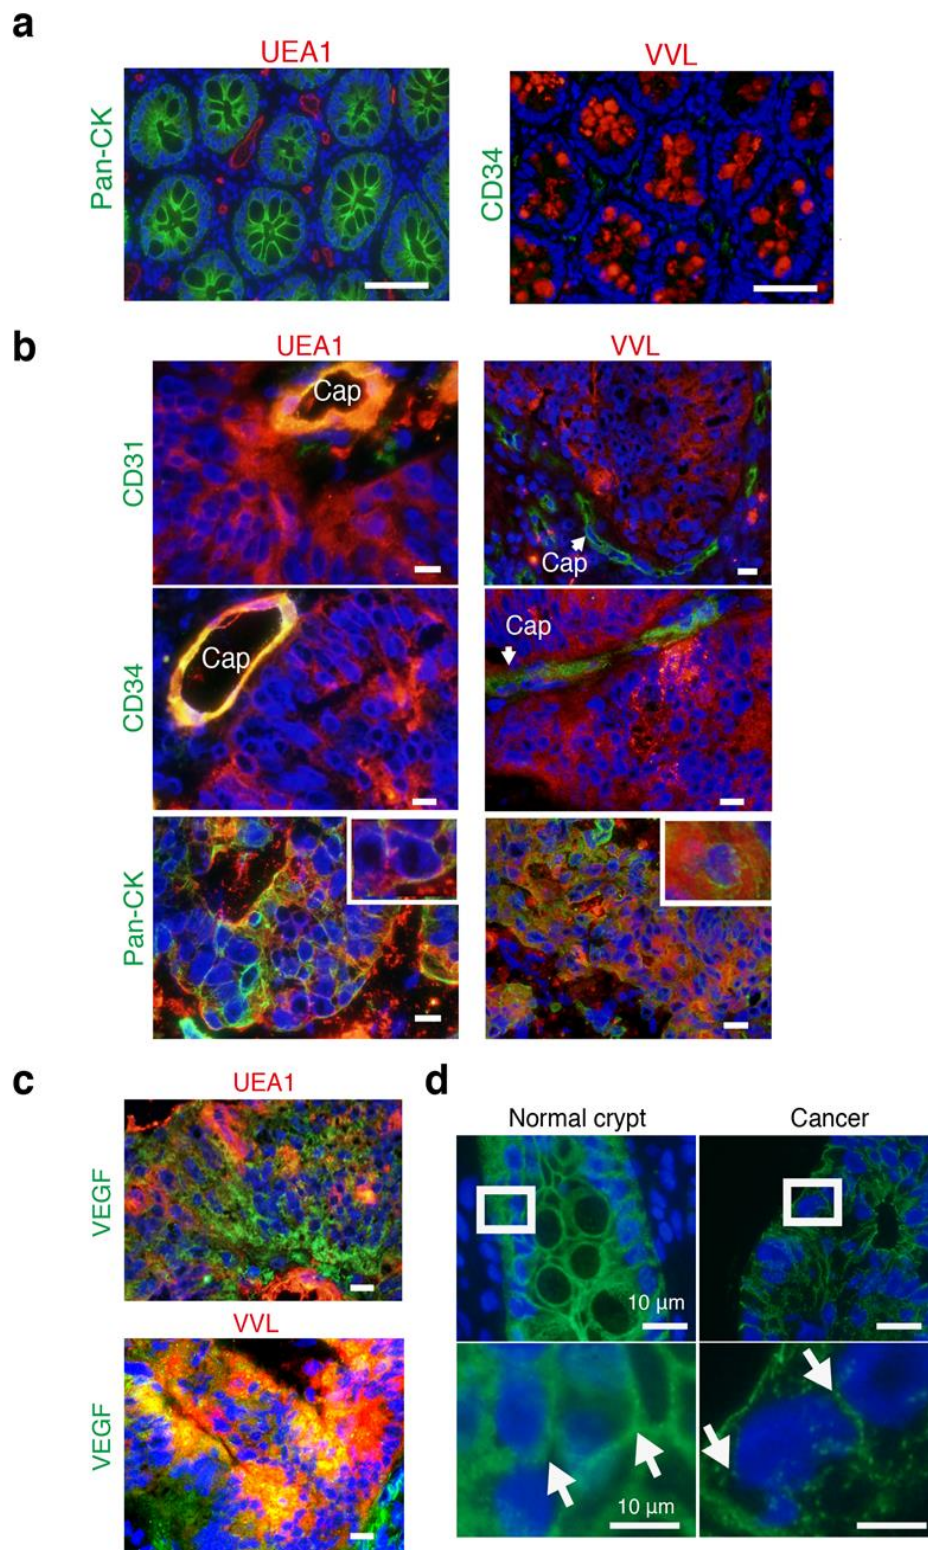 a
UEA1
VVL
Pan-CK
CD34
b
UEA1
VVL
CD31
Cap
Cap
CD34
Cap
Cap
Pan-CK
c
UEA1
VEGF
VVL
VEGF
d
Normal crypt
Cancer
10 µm
10 µm